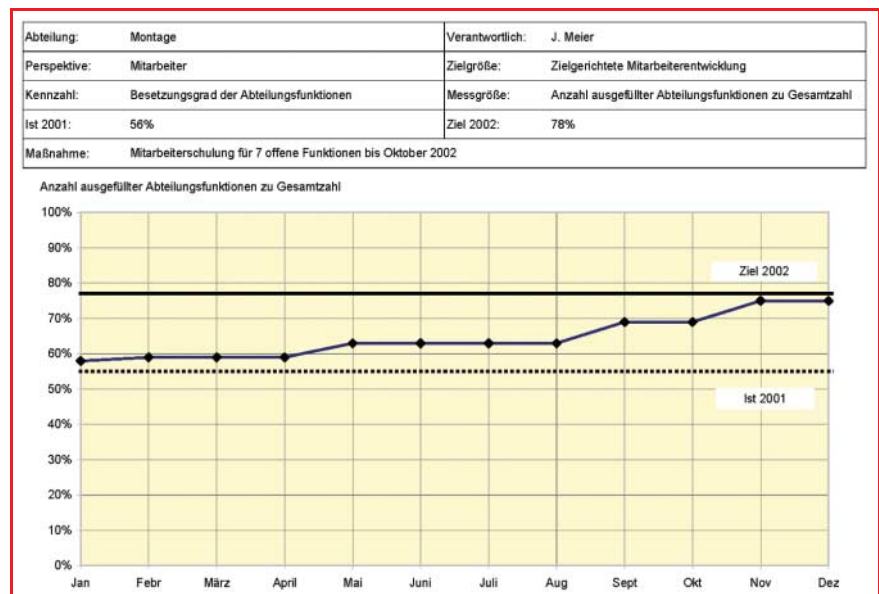 Abteilung: Montage Verantwortlich: J. Meier
Perspektive: Mitarbeiter Zielgröße: Zielgerichtete Mitarbeiterentwicklung
Kennzahl: Besetzungsgrad der Abteilungsfunktionen Messgröße: Anzahl ausgefüllter Abteilungsfunktionen zu Gesamtzahl
Ist 2001: 56% Ziel 2002: 78%
Maßnahme: Mitarbeiterschulung für 7 offene Funktionen bis Oktober 2002
Anzahl ausgefüllter Abteilungsfunktionen zu Gesamtzahl
100%
90%
Ziel 2002
80%
70%
60%
50%
Ist 2001
40%
30%
20%
10%
0%
Jan Febr März April Mai Juni Juli Aug Sept Okt Nov Dez